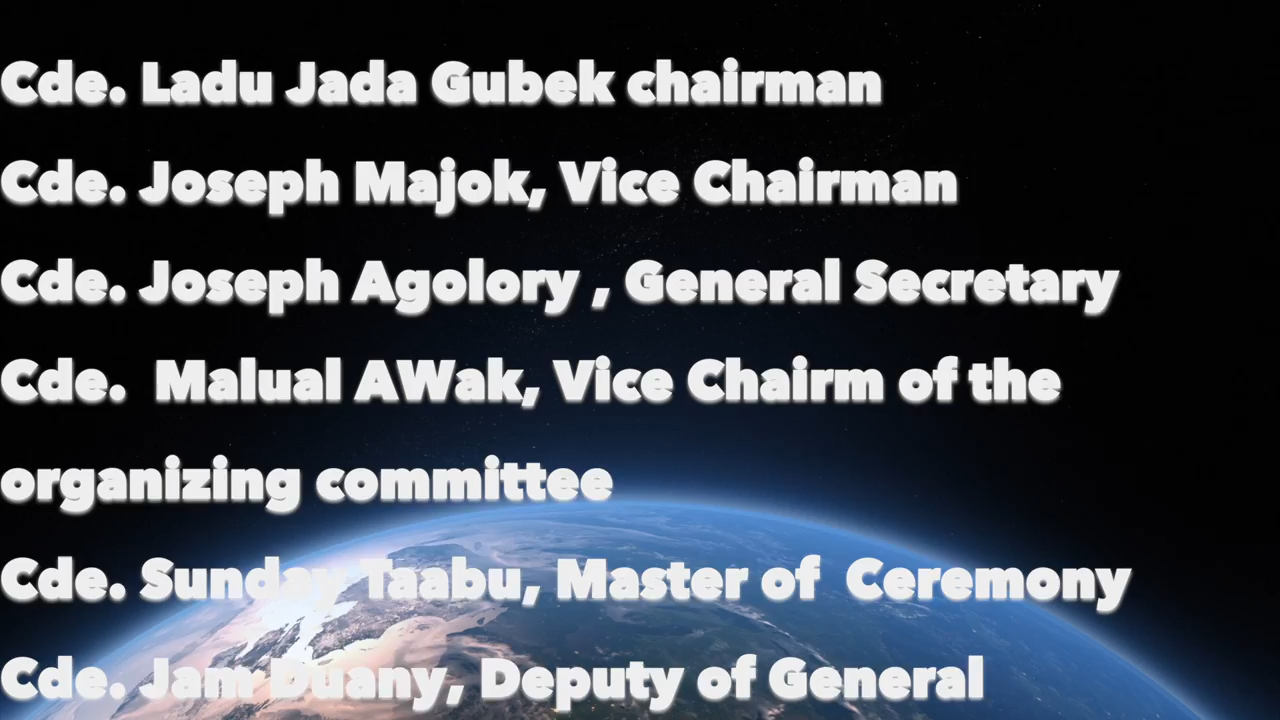 Cde. Ladu Jada Gubek chairman
Cde. Joseph Majok, Vice Chairman
Cde. Joseph Agolory , General Secretary
Cde.  Malual AWak, Vice Chairm of the
organizing committee
Cde. Sunday Taabu, Master of  Ceremony
Cde. Jam Duany, Deputy of General